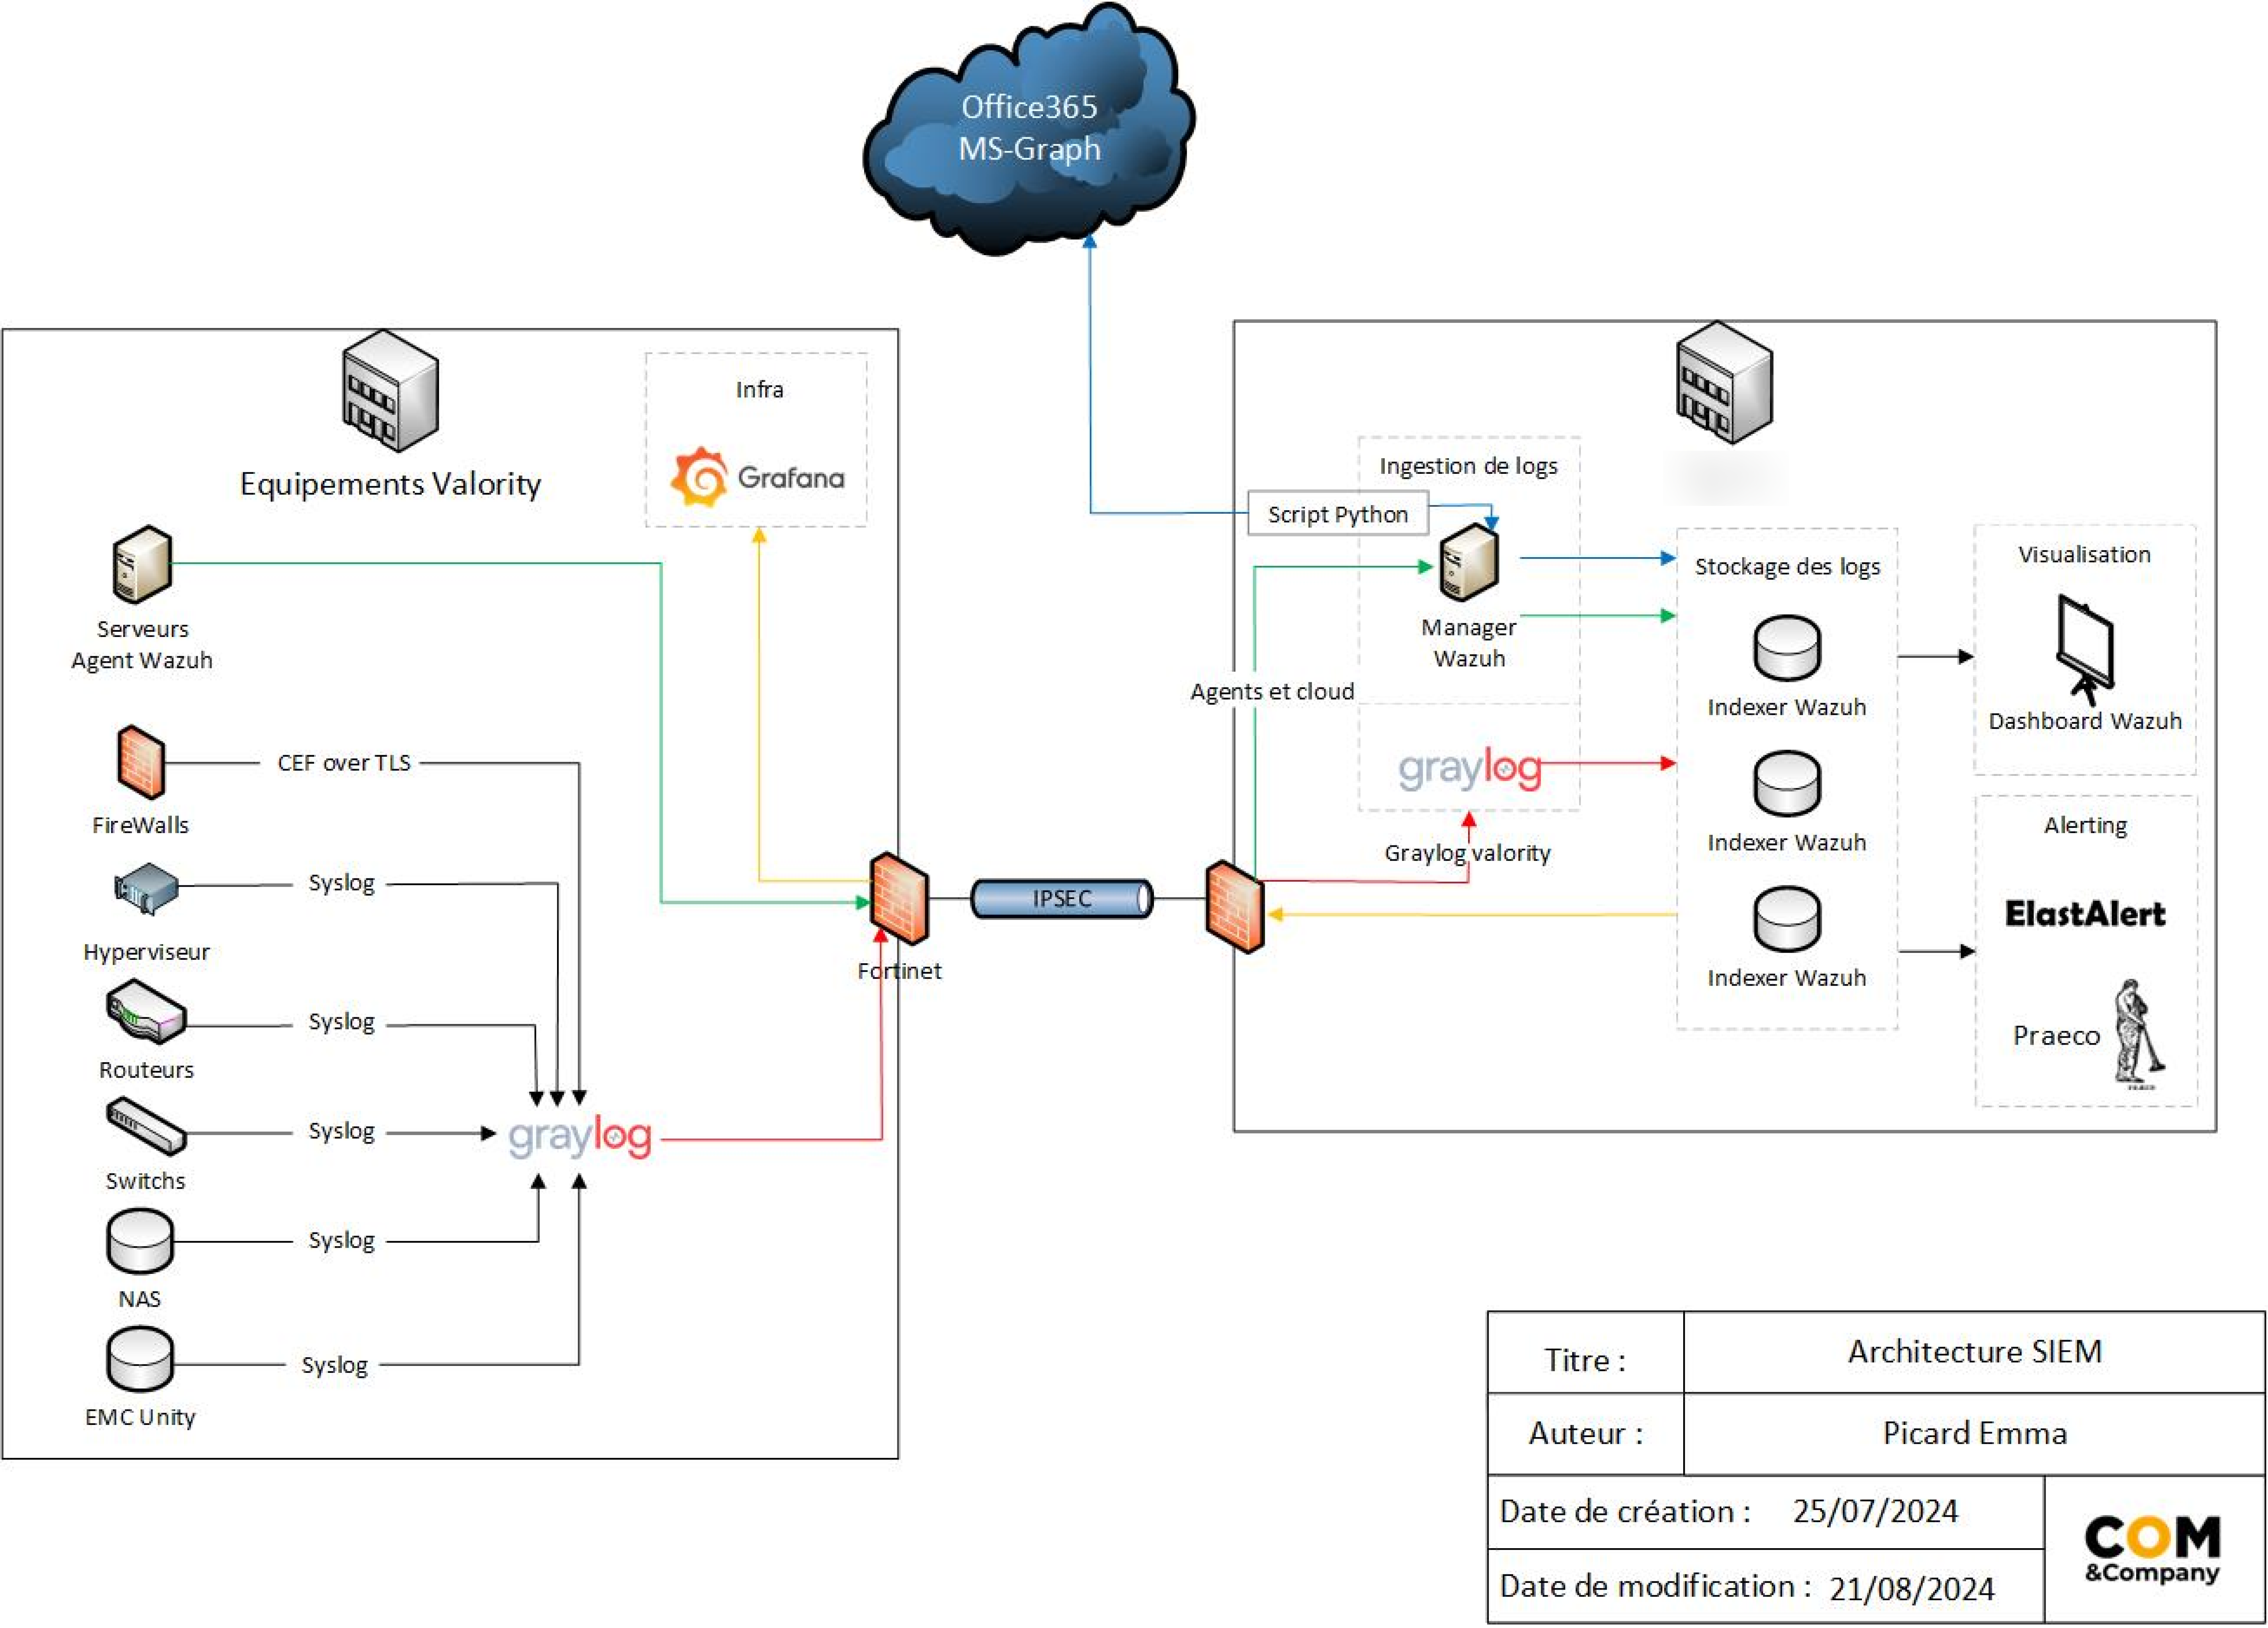 Office365
MS-Graph
Equipements Valority
Infra
Grafana
Serveurs
Agent Wazuh
FireWalls
CEF over TLS
Hyperviseur
Syslog
Routeurs
Syslog
Switchs
Syslog
graylog
NAS
Syslog
EMC Unity
Syslog
Fortinet
IPSEC
Ingestion de logs
Script Python
Manager
Wazuh
Agents et cloud
graylog
Graylog valority
Stockage des logs
Indexer Wazuh
Indexer Wazuh
Indexer Wazuh
Visualisation
Dashboard Wazuh
Alerting
ElastAlert
Praeco
Titre :
Architecture SIEM
Auteur :
Picard Emma
Date de création : 25/07/2024
Date de modification : 21/08/2024
COM
&Company